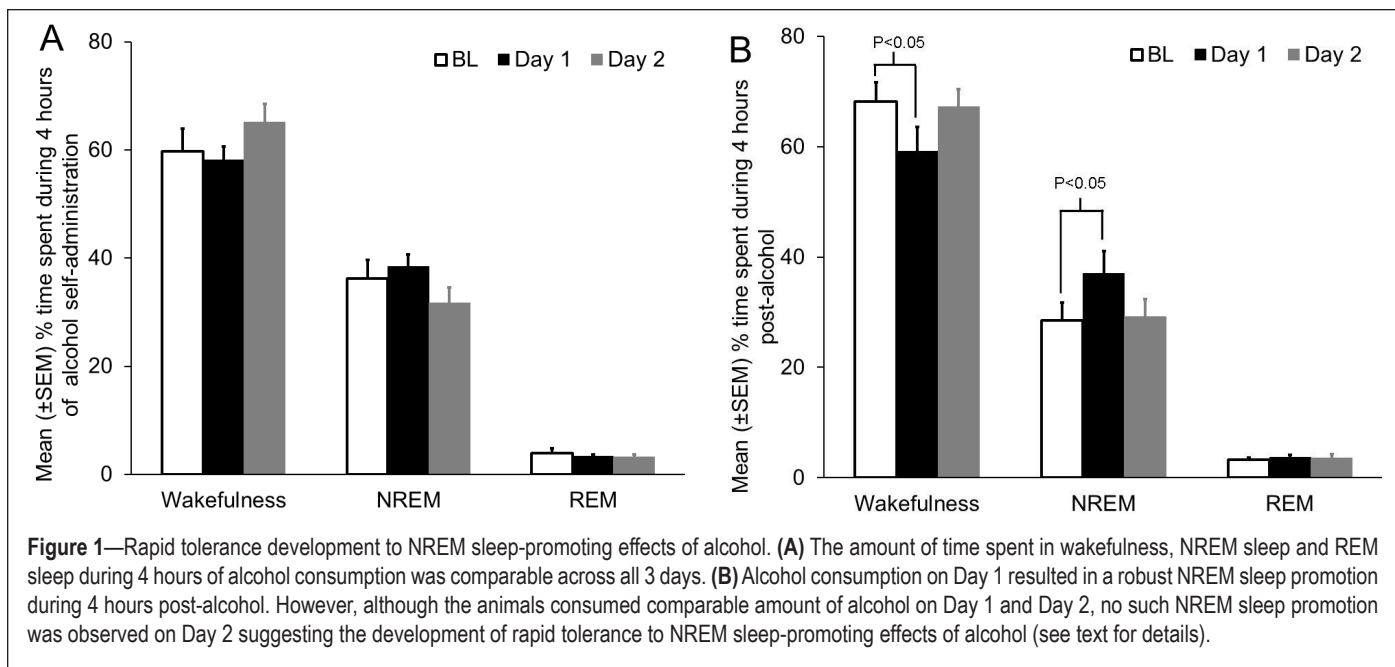 A
80
60
40
20
0
Mean (±SEM) % time spent during 4 hours
of alcohol self-administration
BL Day 1 Day 2
Wakefulness NREM REM
B
80
60
40
20
0
Mean (±SEM) % time spent during 4 hours
post-alcohol
BL Day 1 Day 2
P<0.05
P<0.05
Wakefulness NREM REM
Figure 1—Rapid tolerance development to NREM sleep-promoting effects of alcohol. (A) The amount of time spent in wakefulness, NREM sleep and REM
sleep during 4 hours of alcohol consumption was comparable across all 3 days. (B) Alcohol consumption on Day 1 resulted in a robust NREM sleep promotion
during 4 hours post-alcohol. However, although the animals consumed comparable amount of alcohol on Day 1 and Day 2, no such NREM sleep promotion
was observed on Day 2 suggesting the development of rapid tolerance to NREM sleep-promoting effects of alcohol (see text for details).